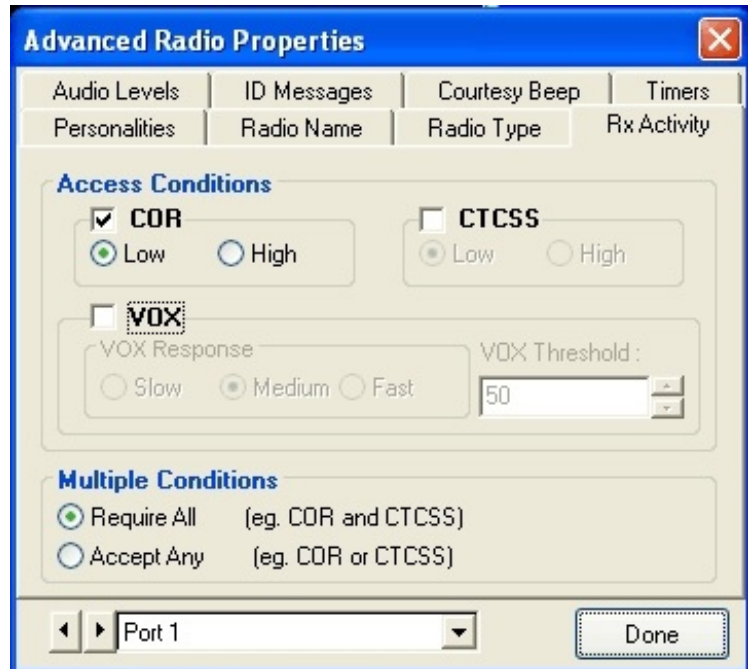 Advanced Radio Properties
Audio Levels ID Messages Courtesy Beep Timers
Personalities Radio Name Radio Type Rx Activity
Access Conditions
COR CTCSS
Low High Low High
VOX
VOX Response VOX Threshold :
Slow Medium Fast 50
Multiple Conditions
Require All (eg. COR and CTCSS)
Accept Any (eg. COR or CTCSS)
Port 1 Done